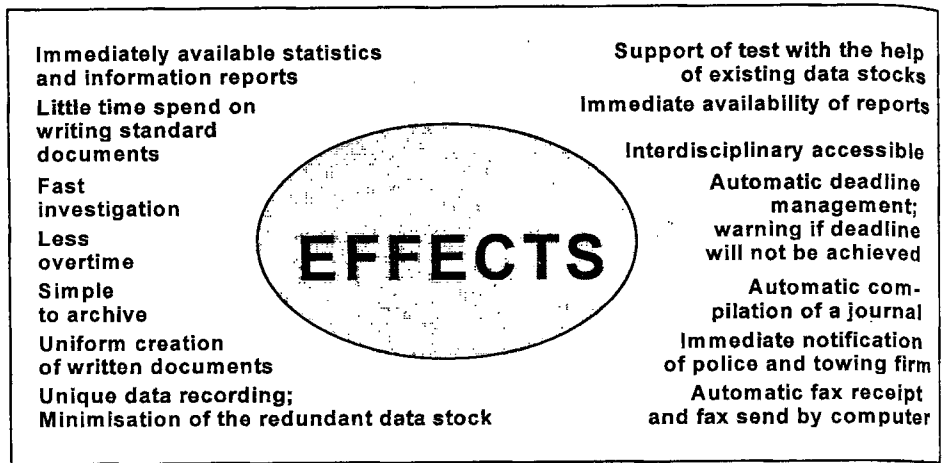 Immediately available statistics
and information reports
Little time spend on
writing standard
documents
Fast
investigation
Less
overtime
Simple
to archive
Uniform creation
of written documents
Unique data recording;
Minimisation of the redundant data stock
EFFECTS
Support of test with the help
of existing data stocks
Immediate availability of reports
Interdisciplinary accessible
Automatic deadline
management;
warning if deadline
will not be achieved
Automatic com-
pilation of a journal
Immediate notification
of police and towing firm
Automatic fax receipt
and fax send by computer